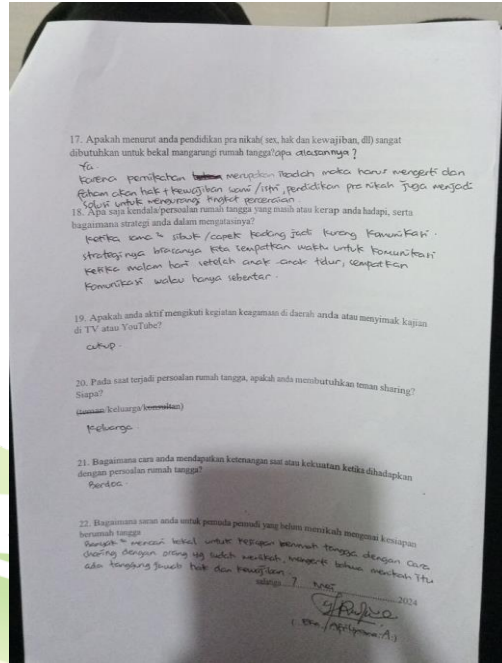 17. Apakah menurut anda pendidikan pra nikah( sex, hak dan kewajiban, dll) sangat
dibutuhkan untuk bekal mangarungi rumah tangga? apa alasannya ?
Ya.
Karena pernikahan merupakan ibadah maka harus mengerti dan
faham akan hak + kewajiban suami /istri, pendidikan pra nikah juga menjadi
solusi untuk mengurangi tingkat perceraian.
18. Apa saja kendala/persoalan rumah tangga yang masih atau kerap anda hadapi, serta
bagaimana strategi anda dalam mengatasinya?
Ketika sama" sibuk /capek kadang jadi kurang komunikasi.
strateginya biasanya kita sempatkan waktu untuk komunikasi
ketika malam hari setelah anak-anak tidur, sempatkan
komunikasi walau hanya sebentar.
19. Apakah anda aktif mengikuti kegiatan keagamaan di daerah anda atau menyimak kajian
di TV atau YouTube?
cukup.
20. Pada saat terjadi persoalan rumah tangga, apakah anda membutuhkan teman sharing?
Siapa?
(teman/keluarga/konsultan)
Keluarga
21. Bagaimana cara anda mendapatkan ketenangan saat atau kekuatan ketika dihadapkan
dengan persoalan rumah tangga?
Berdoa.
22. Bagaimana saran anda untuk pemuda pemudi yang belum menikah mengenai kesiapan
berumah tangga
Banyak" mencari bekal untuk kesiapan berumah tangga dengan cara
sharing dengan orang yg sudah menikah, mengerti bahwa menikah itu
ada tanggung jawab hak dan kewajiban.
salatiga 7 Mei 2024